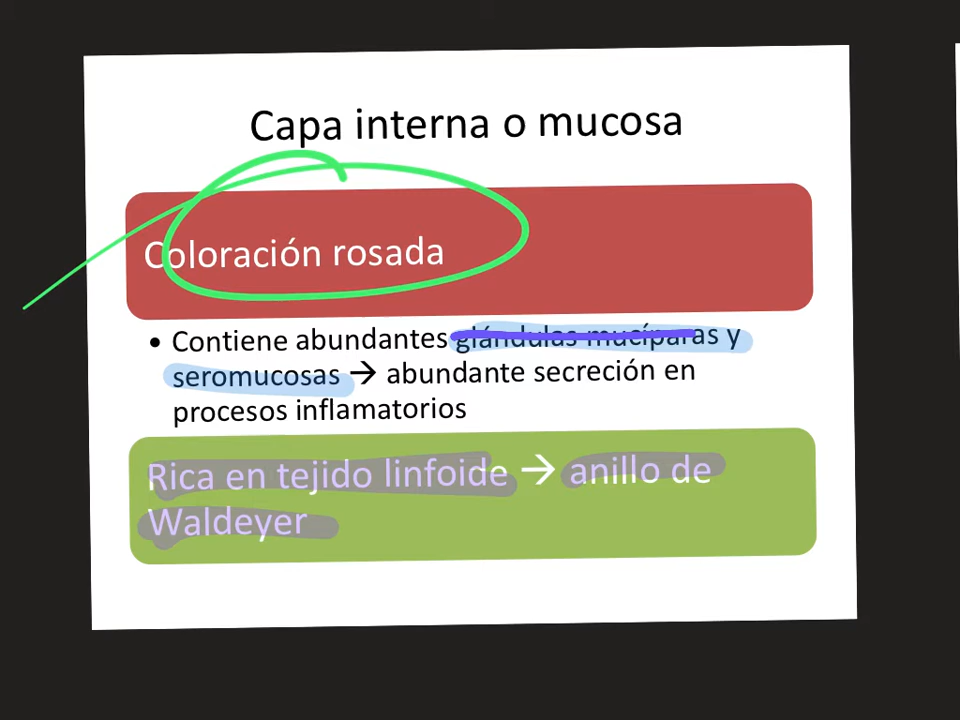 Capa interna o mucosa
Coloración rosada
• Contiene abundantes glándulas mucíparas y
seromucosas → abundante secreción en
procesos inflamatorios
Rica en tejido linfoide → anillo de
Waldeyer